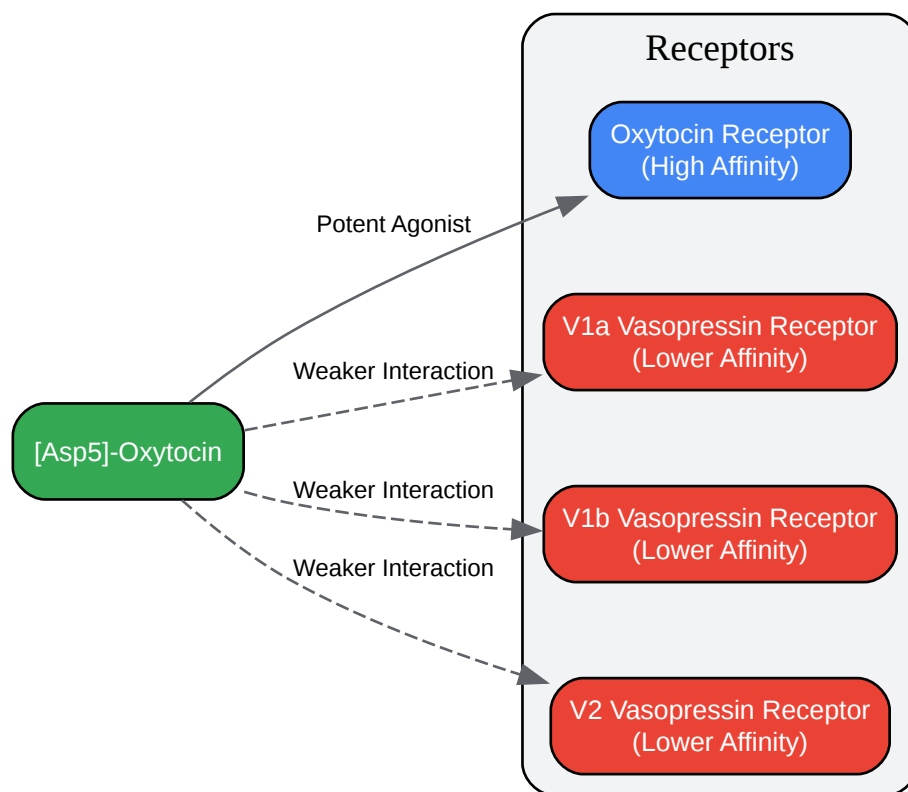 Receptors
Oxytocin Receptor
(High Affinity)
Potent Agonist
V1a Vasopressin Receptor
(Lower Affinity)
Weaker Interaction
[Asp5]-Oxytocin
Weaker Interaction
V1b Vasopressin Receptor
(Lower Affinity)
Weaker Interaction
V2 Vasopressin Receptor
(Lower Affinity)